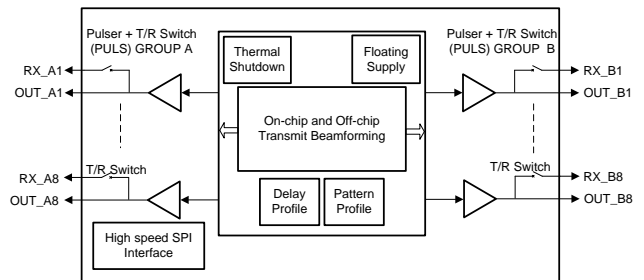 Pulser + T/R Switch
(PULS) GROUP A
Thermal
Shutdown
Floating
Supply
Pulser + T/R Switch
(PULS) GROUP B
RX_A1
OUT_A1
RX_B1
OUT_B1
On-chip and Off-chip
Transmit Beamforming
T/R Switch
RX_A8
OUT_A8
T/R Switch
RX_B8
OUT_B8
Delay
Profile
Pattern
Profile
High speed SPI
Interface